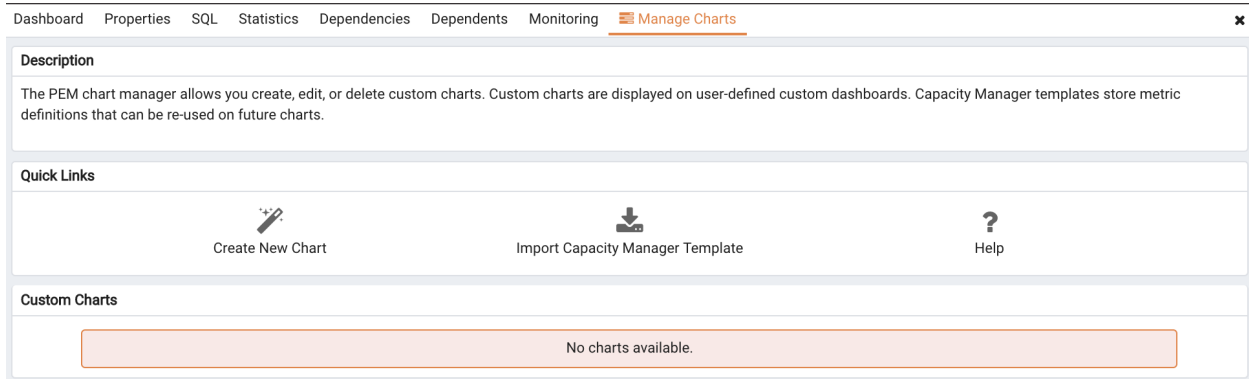 Dashboard Properties SQL Statistics Dependencies Dependents Monitoring Manage Charts
Description
The PEM chart manager allows you create, edit, or delete custom charts. Custom charts are displayed on user-defined custom dashboards. Capacity Manager templates store metric
definitions that can be re-used on future charts.
Quick Links
Create New Chart Import Capacity Manager Template Help
Custom Charts
No charts available.